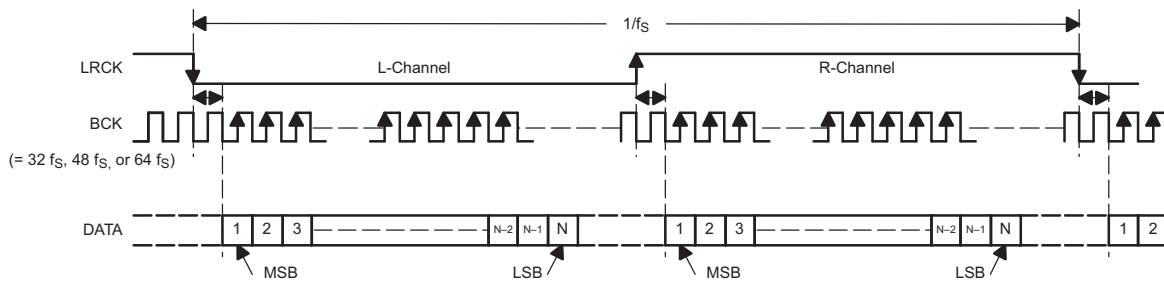 1/fS
LRCK
L-Channel
R-Channel
BCK
(= 32 fS, 48 fS, or 64 fS)
DATA
1 2 3 N–2 N–1 N 1 2 3 N–2 N–1 N 1 2
MSB LSB MSB LSB